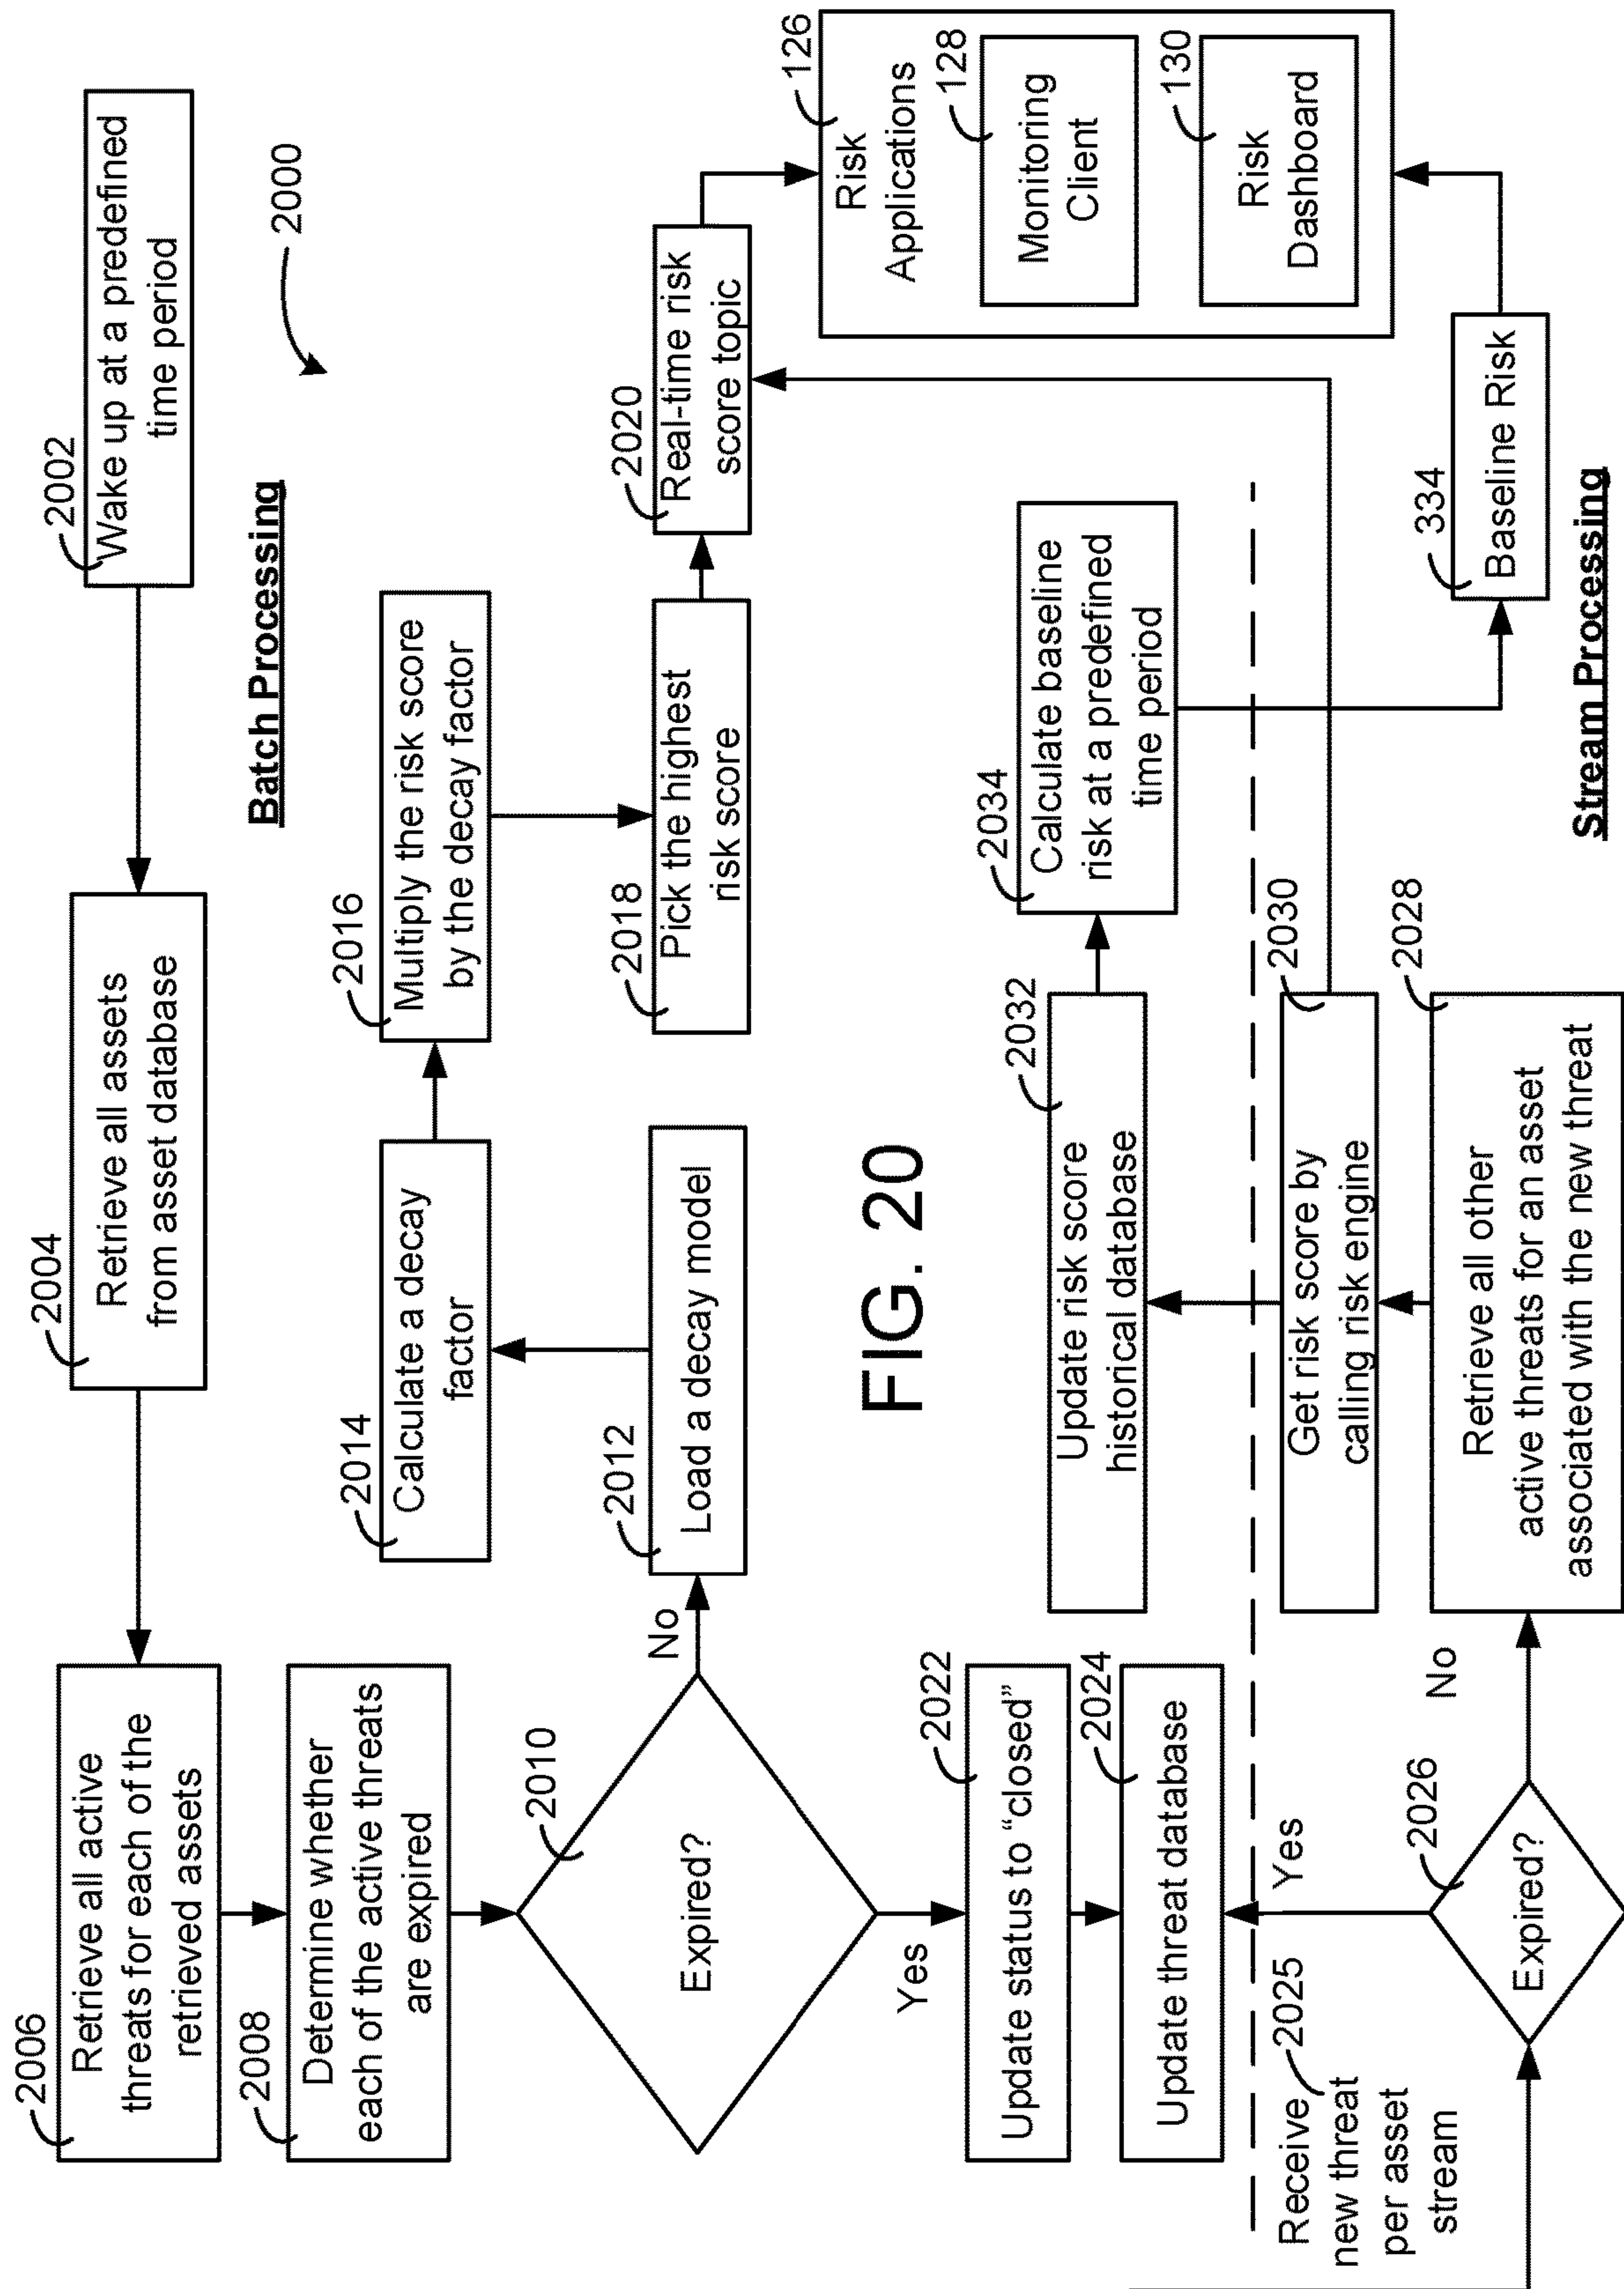 2006
Retrieve all active
threats for each of the
retrieved assets
2004
Retrieve all assets
from asset database
2002
Wake up at a predefined
time period
2008
Determine whether
each of the active threats
are expired
Batch Processing
2000
2010
Expired?
No
Yes
2014
Calculate a decay
factor
2016
Multiply the risk score
by the decay factor
2012
Load a decay model
2018
Pick the highest
risk score
2020
Real-time risk
score topic
126
Risk
Applications
128
Monitoring
Client
130
Risk
Dashboard
FIG. 20
2022
Update status to “closed”
2024
Update threat database
2032
Update risk score
historical database
2034
Calculate baseline
risk at a predefined
time period
Receive 2025
new threat
per asset
stream
Yes
2026
Expired?
No
2030
Get risk score by
calling risk engine
2028
Retrieve all other
active threats for an asset
associated with the new threat
334
Baseline Risk
Stream Processing